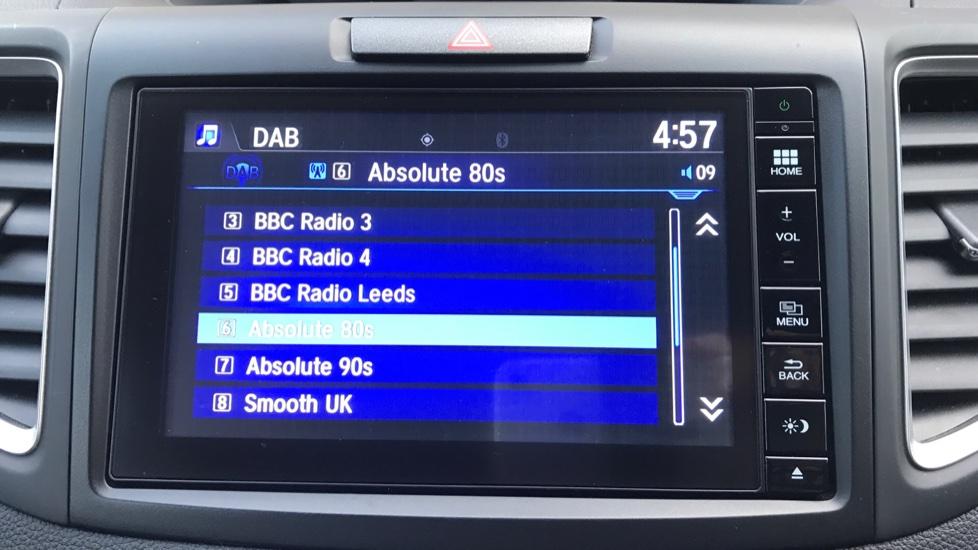 DAB 4:57
DAB 6 Absolute 80s 09
3 BBC Radio 3
4 BBC Radio 4
5 BBC Radio Leeds
6 Absolute 80s
7 Absolute 90s
8 Smooth UK
HOME
+
VOL
−
MENU
BACK